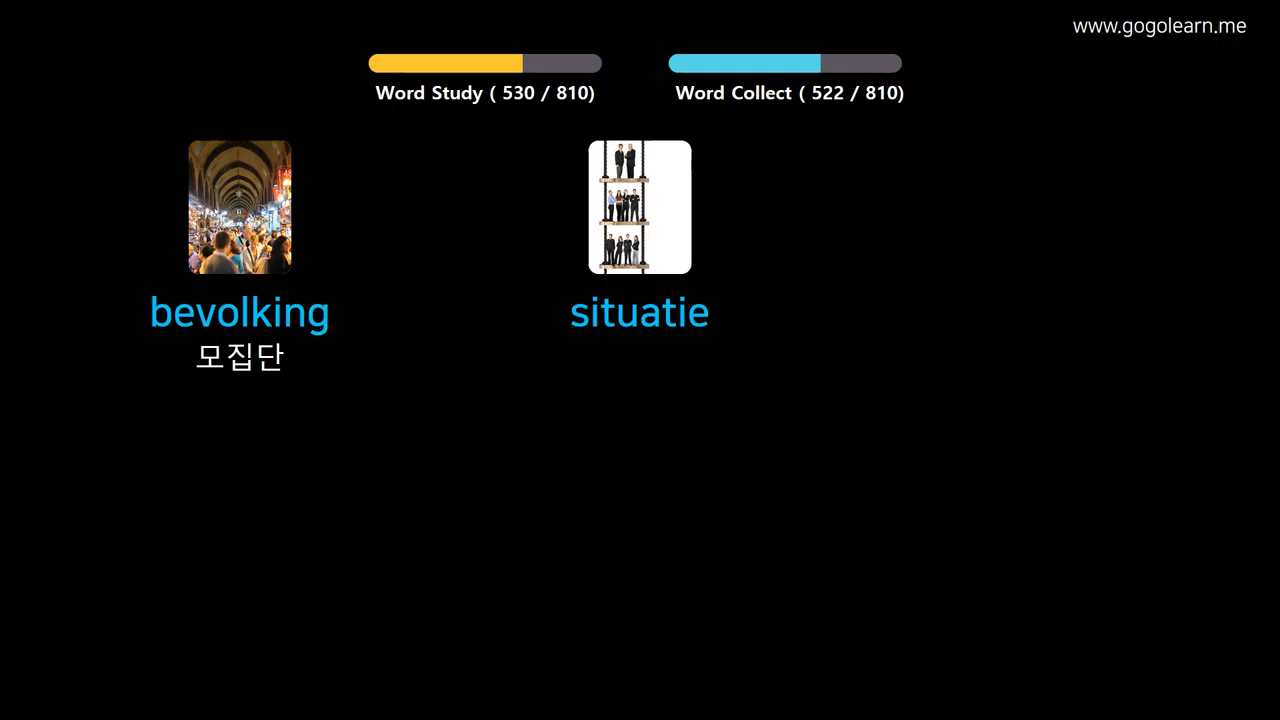 www.gogolearn.me
Word Study ( 530 / 810)
Word Collect ( 522 / 810)
bevolking
situatie
모집단